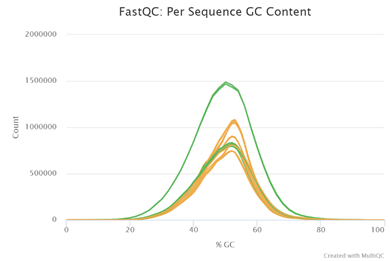 FastQC: Per Sequence GC Content
2000000
1500000
1000000
500000
0
Count
0 20 40 60 80 100
% GC
Created with MultiQC